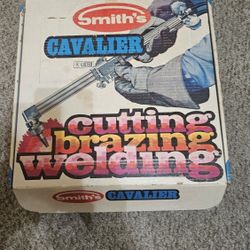 Smith's
CAVALIER
cutting
brazing
welding
Smith's CAVALIER